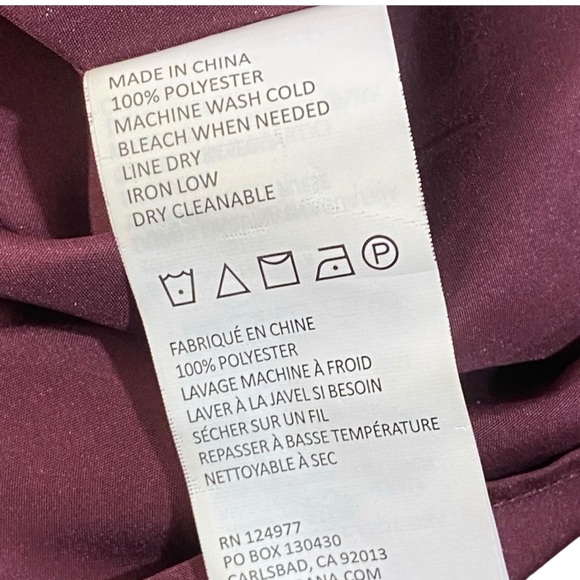 MADE IN CHINA
100% POLYESTER
MACHINE WASH COLD
BLEACH WHEN NEEDED
LINE DRY
IRON LOW
DRY CLEANABLE
P
FABRIQUÉ EN CHINE
100% POLYESTER
LAVAGE MACHINE À FROID
LAVER À LA JAVEL SI BESOIN
SÉCHER SUR UN FIL
REPASSER À BASSE TEMPÉRATURE
NETTOYABLE À SEC
RN 124977
PO BOX 130430
CARLSBAD, CA 92013